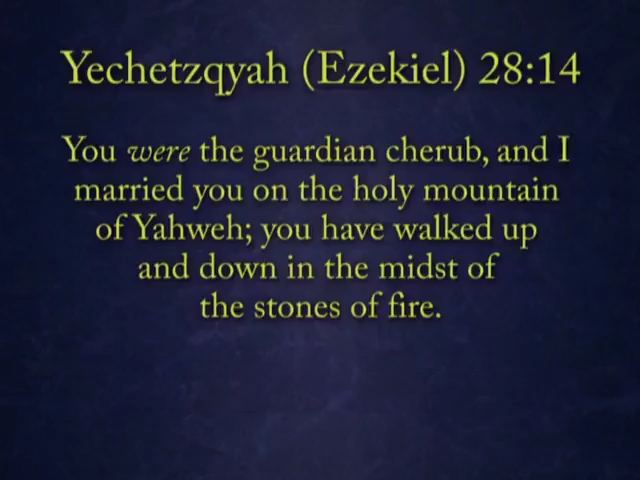 Yechetzqyah (Ezekiel) 28:14
You were the guardian cherub, and I
married you on the holy mountain
of Yahweh; you have walked up
and down in the midst of
the stones of fire.